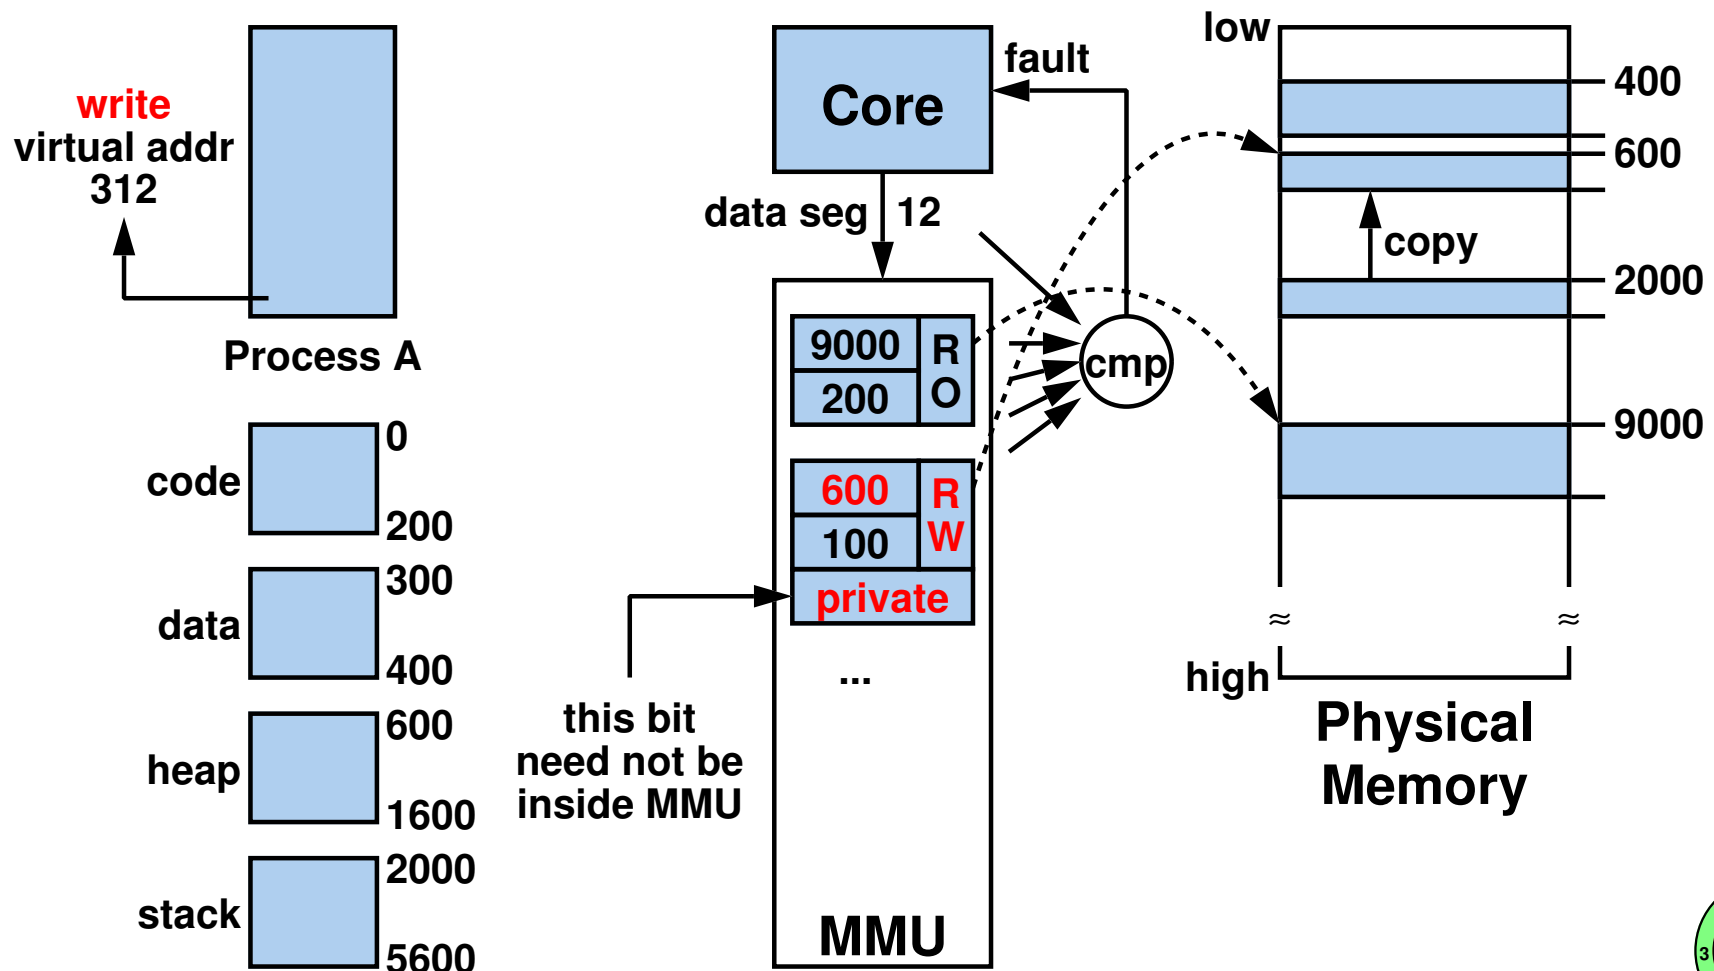 write
virtual addr
312
Process A
code
0
200
data
300
400
heap
600
1600
stack
2000
5600
Core
fault
data seg 12
9000
200
R
O
600
100
R
W
private
...
MMU
this bit
need not be
inside MMU
cmp
low
400
600
copy
2000
9000
≈ ≈
high
Physical
Memory
3